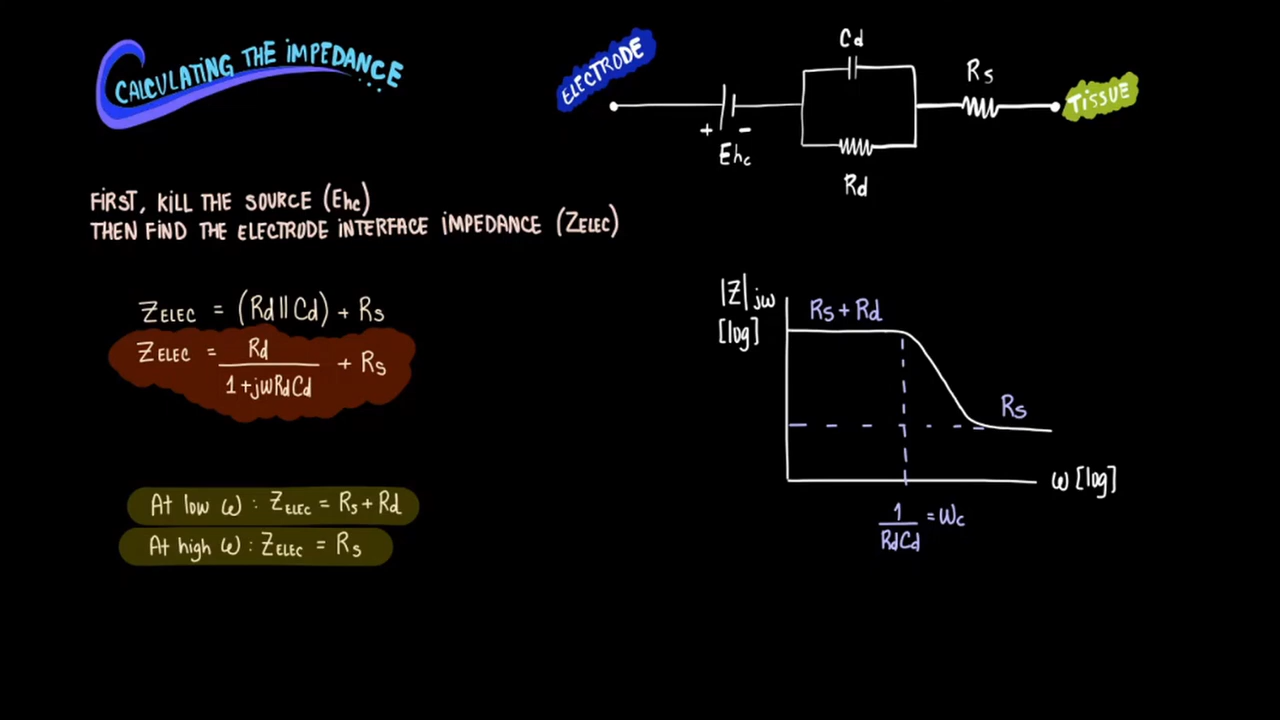 CALCULATING THE IMPEDANCE...
ELECTRODE
Cd
Rs
TISSUE
+ -
Ehc
Rd
FIRST, KILL THE SOURCE (Ehc)
THEN FIND THE ELECTRODE INTERFACE IMPEDANCE (ZELEC)
ZELEC = (Rd || Cd) + Rs
ZELEC = Rd / 1+jωRdCd + Rs
At low ω : ZELEC = Rs + Rd
At high ω : ZELEC = Rs
|Z|jω
[log]
Rs + Rd
Rs
ω [log]
1 / RdCd = ωc